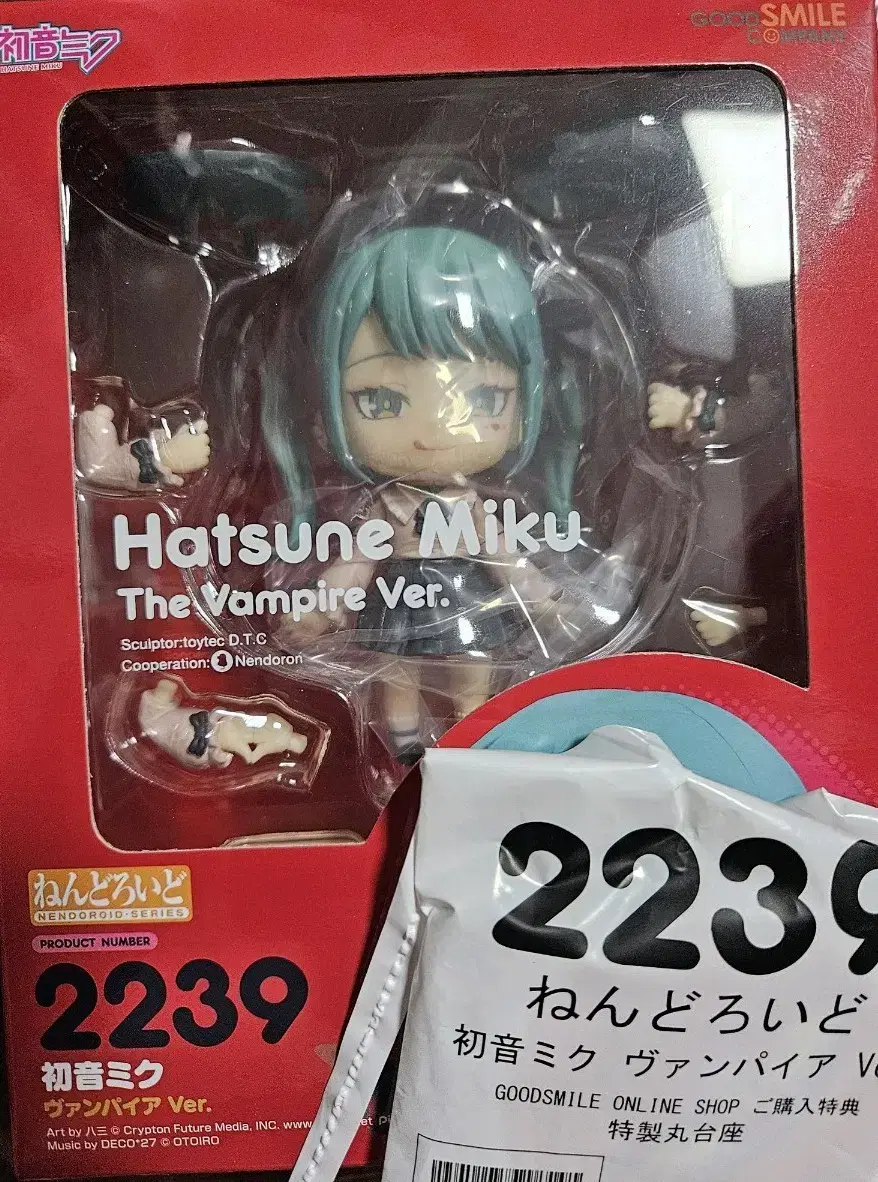 初音ミク
HATSUNE MIKU
GOOD SMILE
COMPANY
Hatsune Miku
The Vampire Ver.
Sculptor:toytec D.T.C
Cooperation: Nendoron
ねんどろいど
NENDOROID SERIES
PRODUCT NUMBER
2239
初音ミク
ヴァンパイア Ver.
Art by 八三 © Crypton Future Media, INC. www
Music by DECO*27 © OTOIRO
2239
ねんどろいど
初音ミク ヴァンパイア
GOODSMILE ONLINE SHOP ご購入特典
特製丸台座